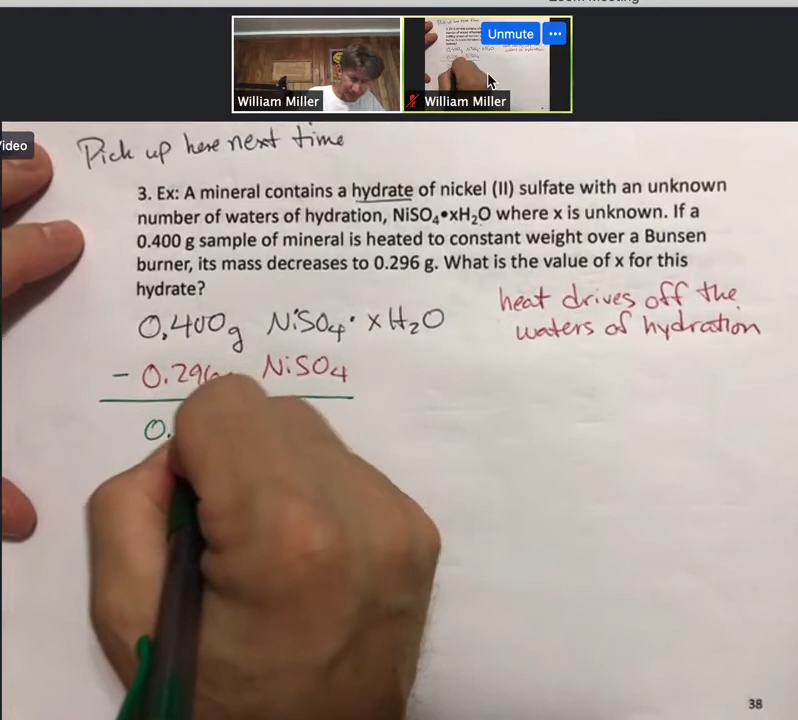 Zoom Meeting
Unmute
William Miller
William Miller
Video
Pick up here next time
3. Ex: A mineral contains a hydrate of nickel (II) sulfate with an unknown
number of waters of hydration, NiSO₄•xH₂O where x is unknown. If a
0.400 g sample of mineral is heated to constant weight over a Bunsen
burner, its mass decreases to 0.296 g. What is the value of x for this
hydrate?
heat drives off the
waters of hydration
0.400g NiSO₄• xH₂O
- 0.296 NiSO₄
0.
38